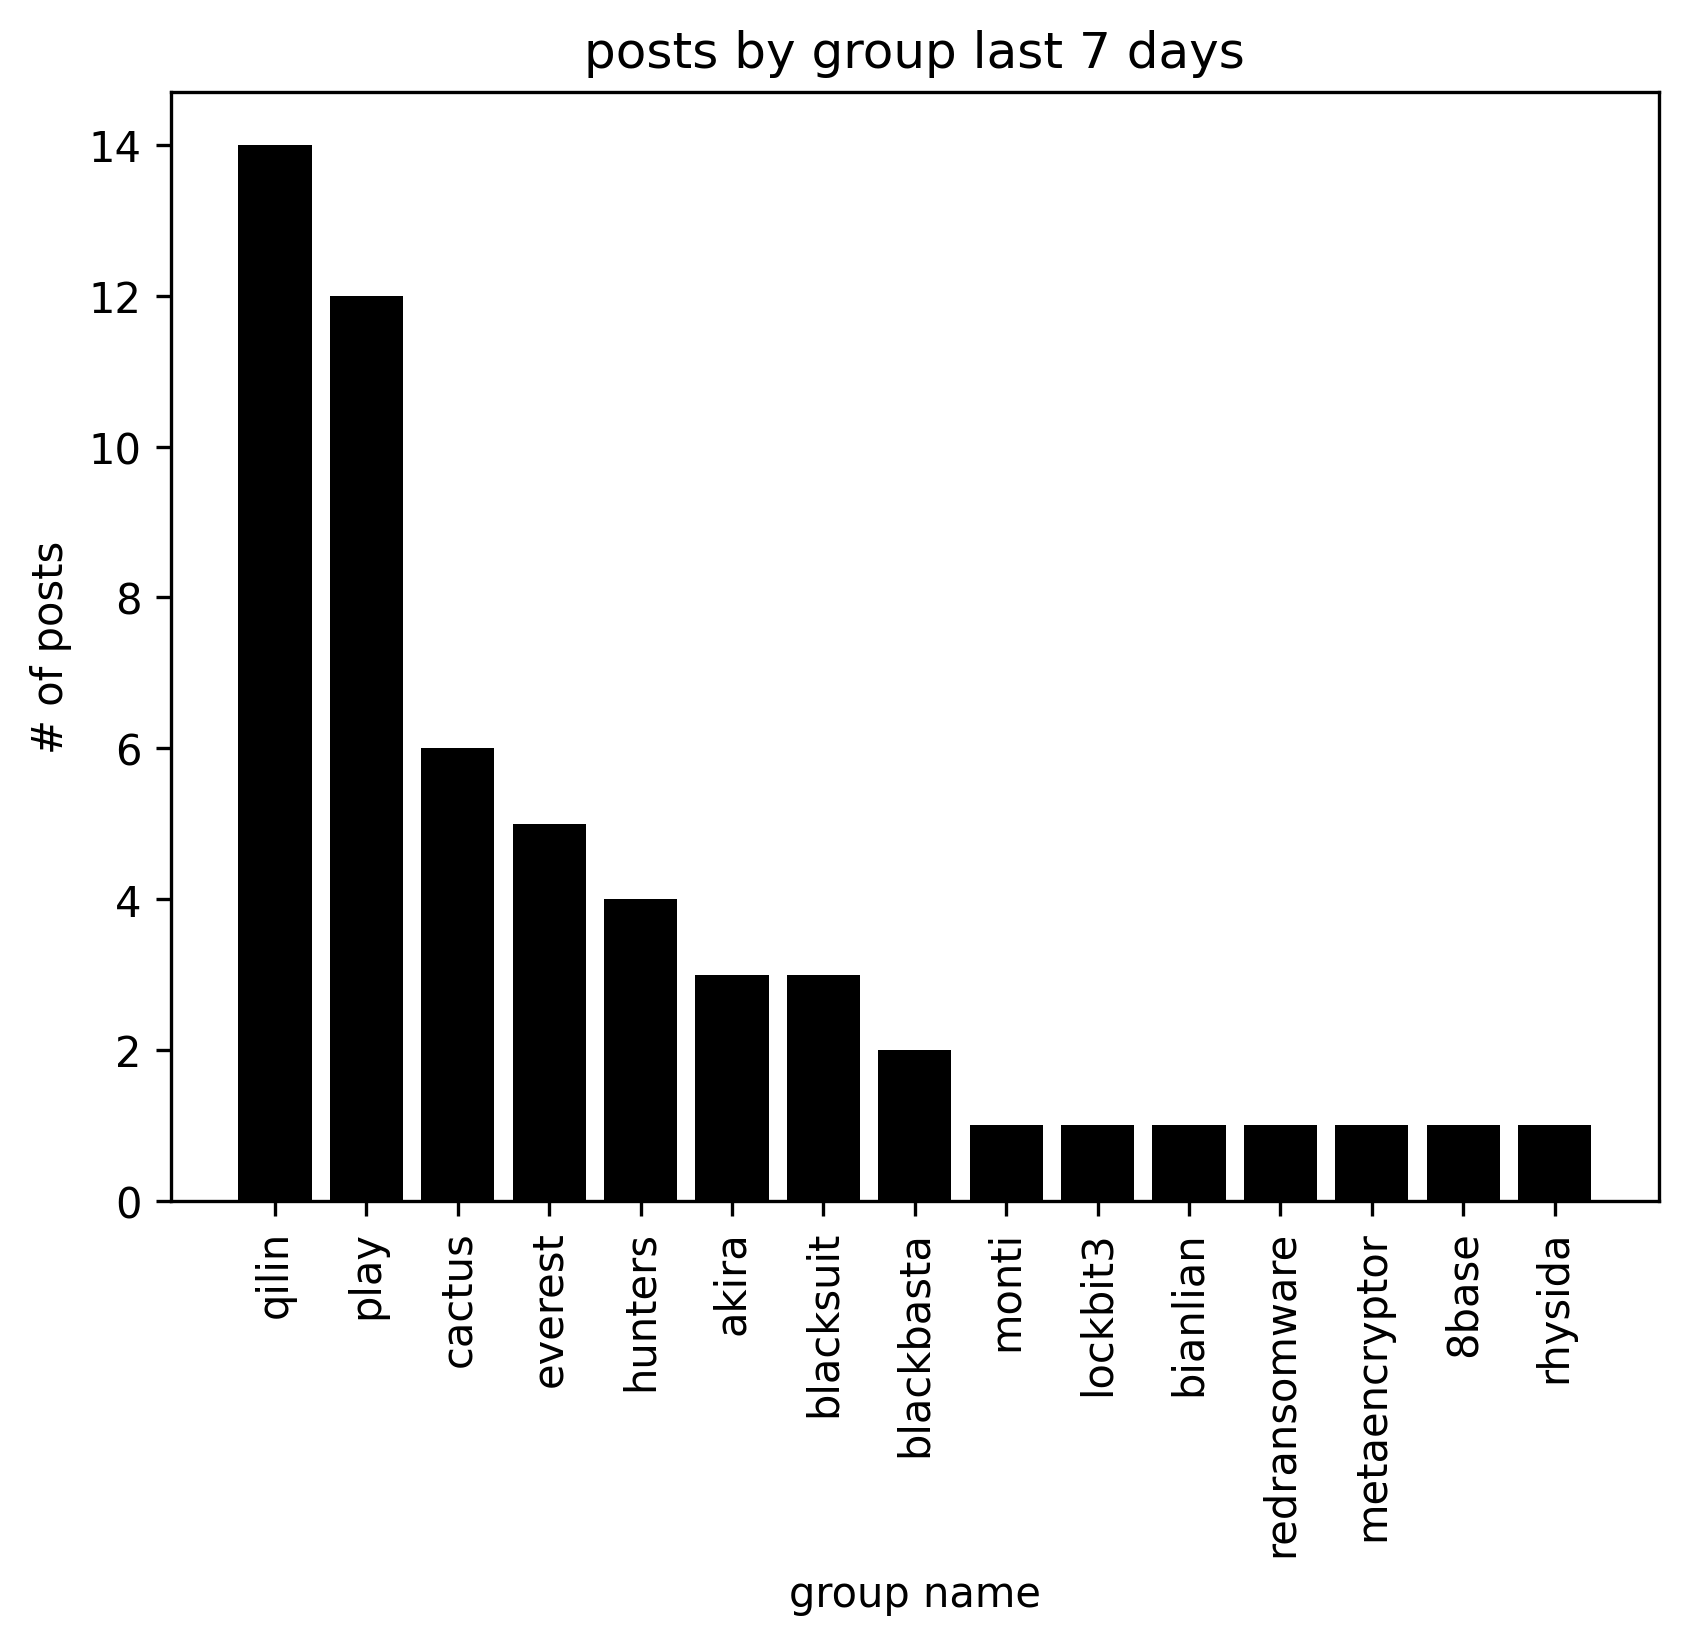 posts by group last 7 days
14
12
10
8
6
4
2
0
# of posts
qilin
play
cactus
everest
hunters
akira
blacksuit
blackbasta
monti
lockbit3
bianlian
redransomware
metaencryptor
8base
rhysida
group name